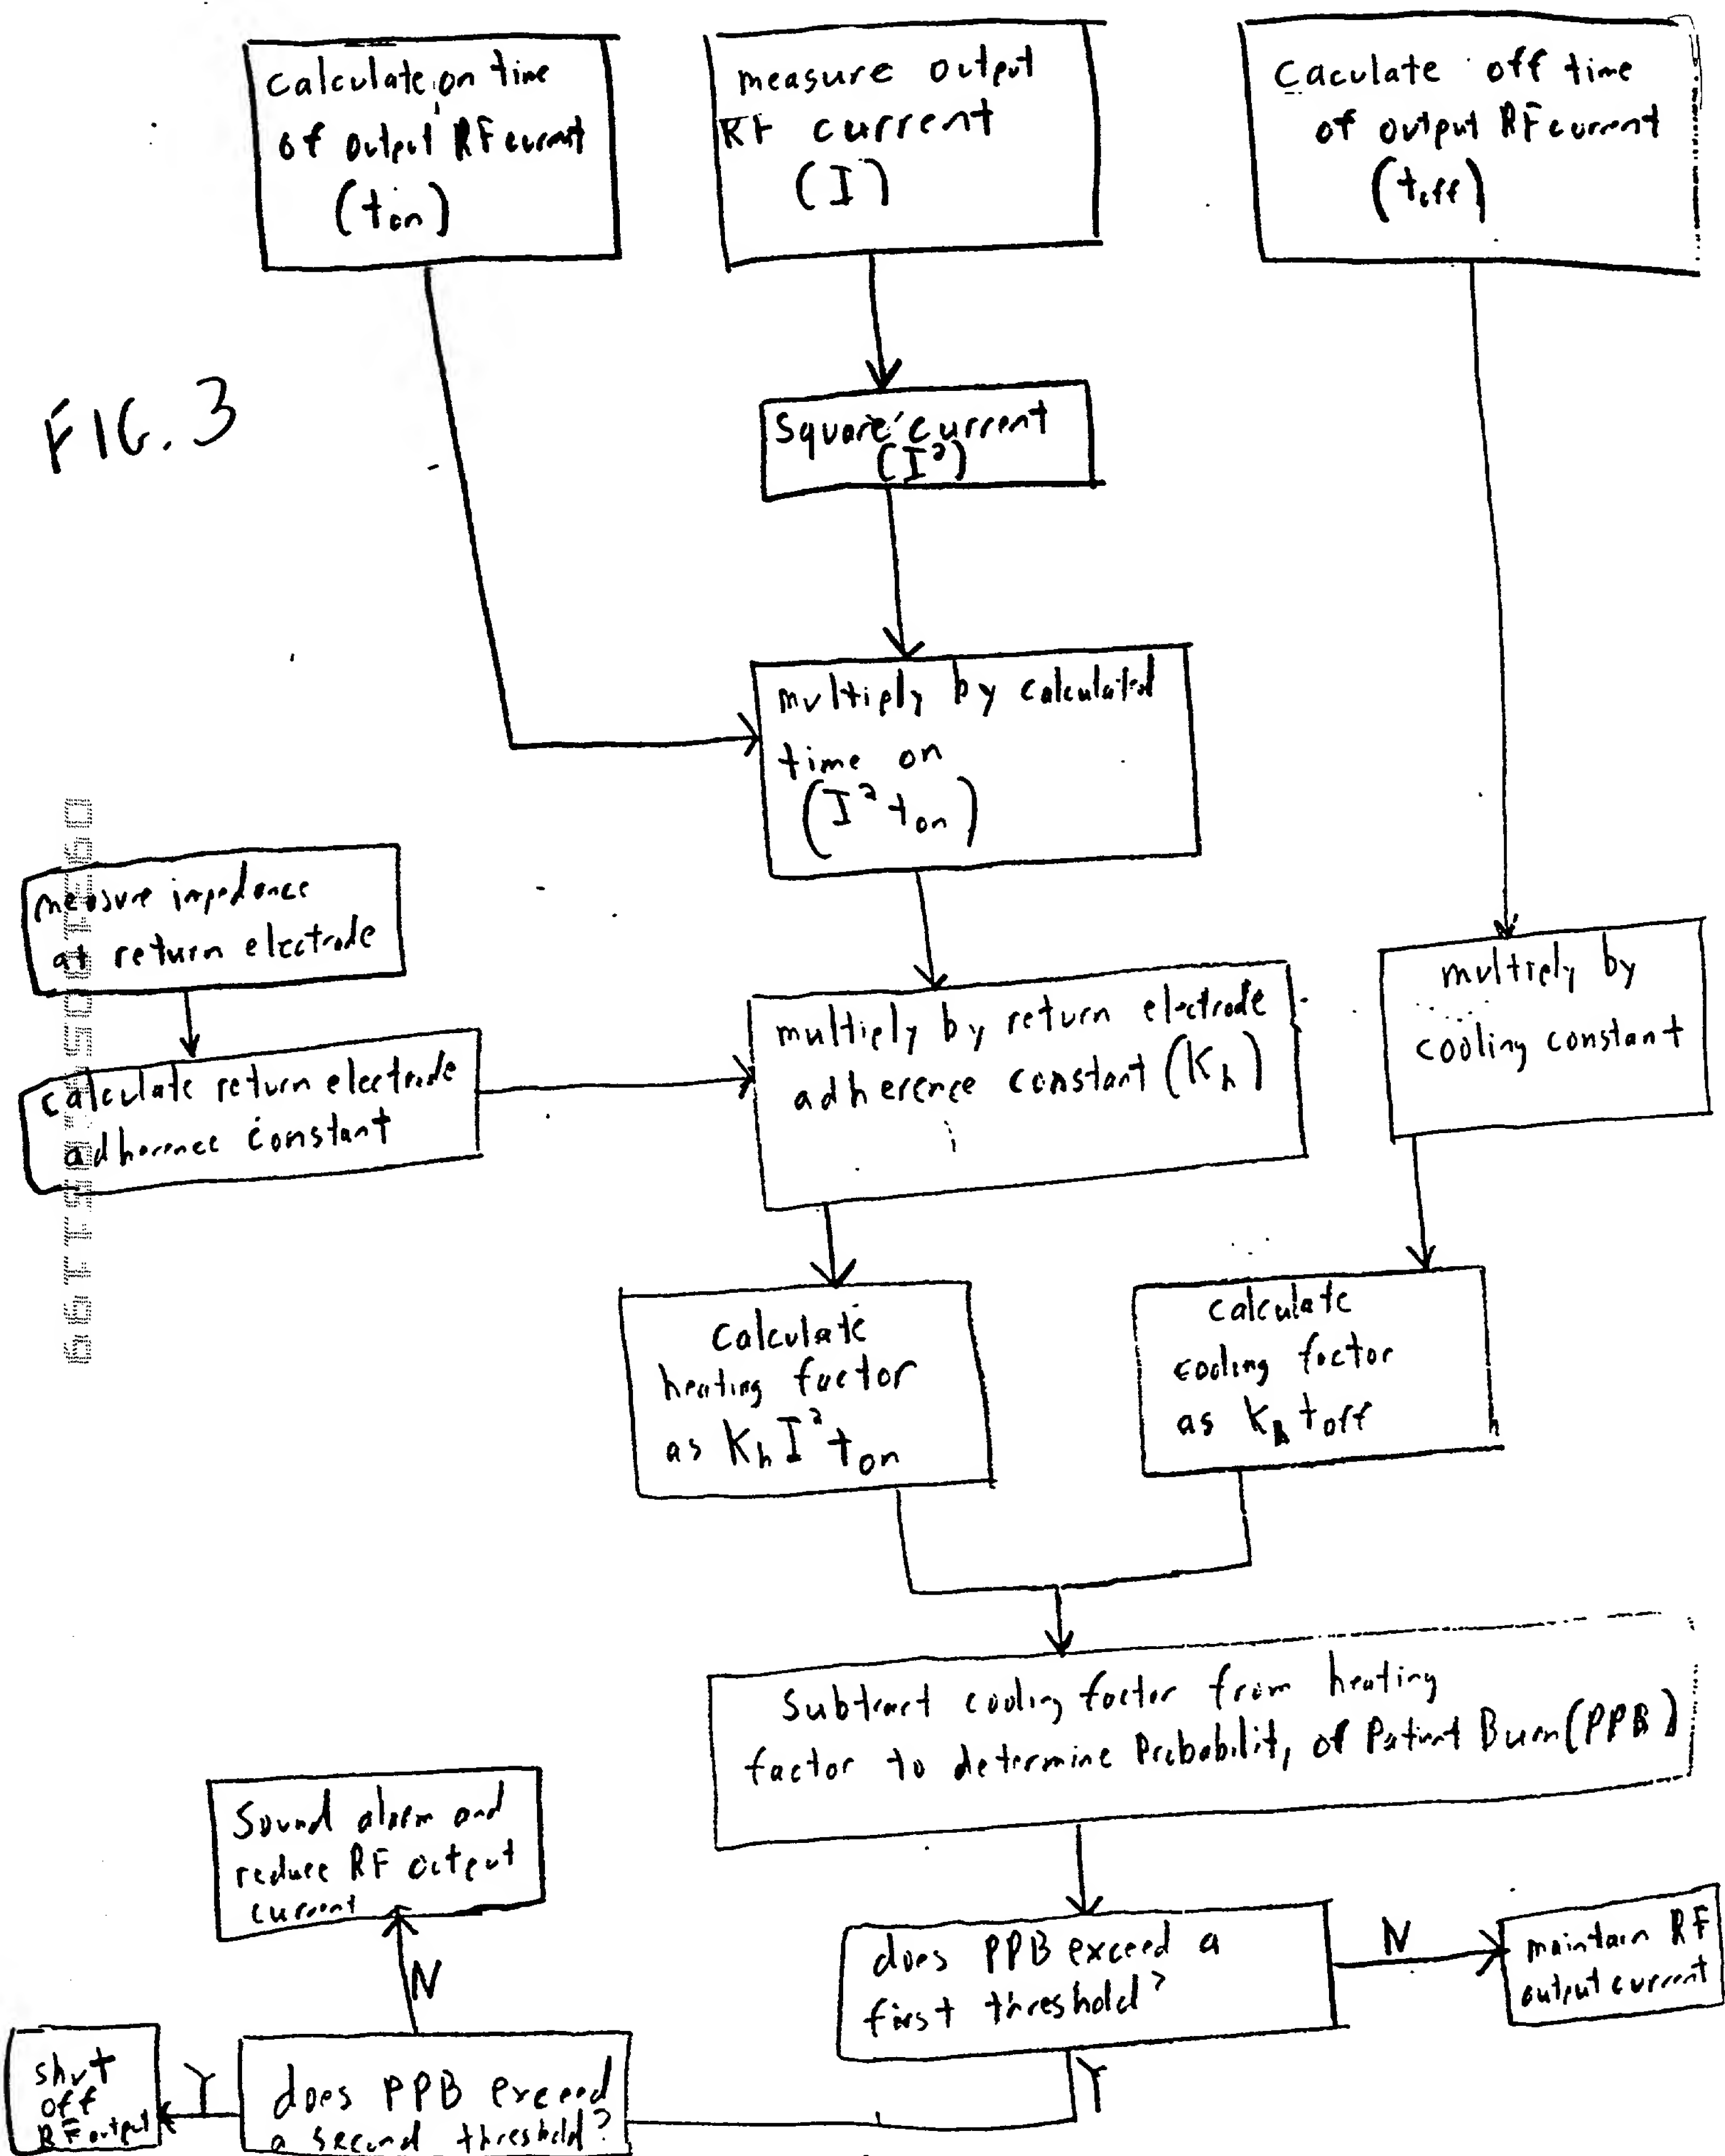 calculate on time
of output RF current
(ton)
measure output
RF current
(I)
Caculate off time
of output RF current
(toff)
FIG. 3
Square current
(I²)
multiply by calculated
time on
(I² ton)
measure impedance
at return electrode
calculate return electrode
adherence constant
multiply by return electrode
adherence constant (Kh)
multiply by
cooling constant
Calculate
heating factor
as Kh I² ton
Calculate
cooling factor
as K toff
Subtract cooling factor from heating
factor to determine Probability of Patient Burn (PPB)
Sound alarm and
reduce RF output
current
does PPB exceed a
first threshold?
N
maintain RF
output current
N
Y
shut
off
RF output
Y
does PPB exceed
a second threshold?